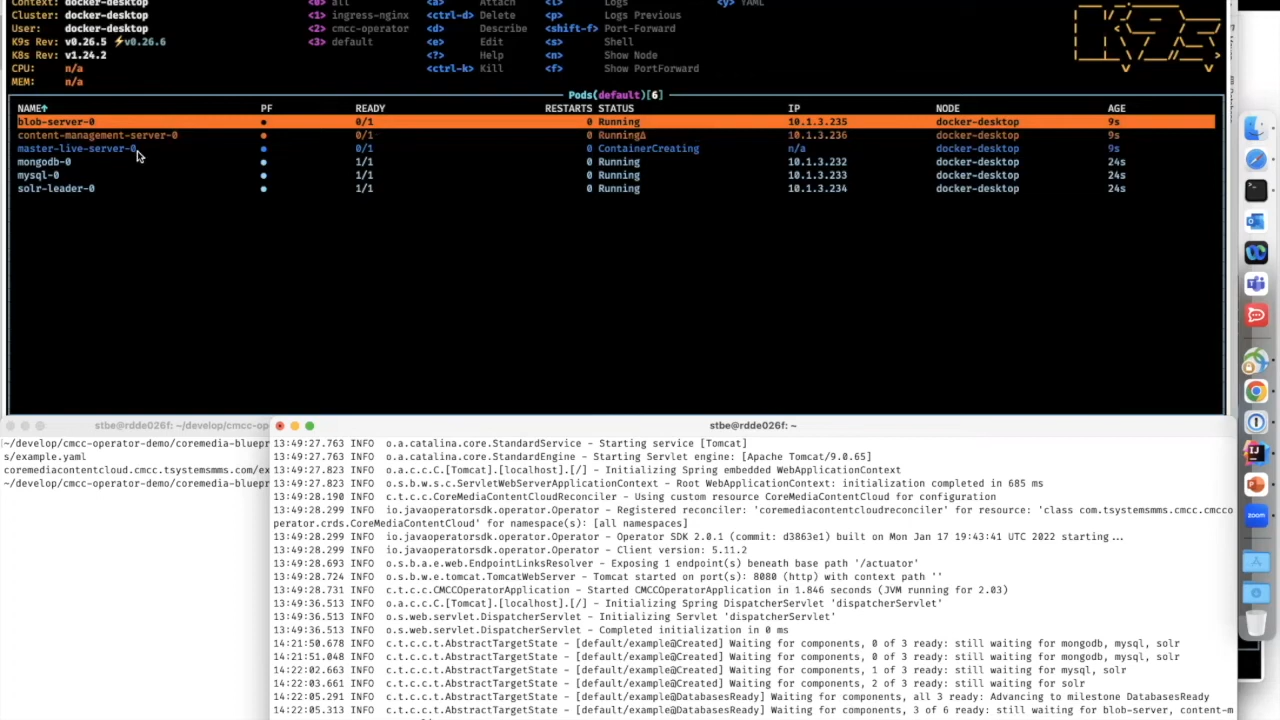 Context: docker-desktop <0> all <a> Attach <l> Logs <y> YAML
Cluster: docker-desktop <1> ingress-nginx <ctrl-d> Delete <p> Logs Previous
User: docker-desktop <2> cmcc-operator <d> Describe <shift-f> Port-Forward
K9s Rev: v0.26.5 ⚡v0.26.6 <3> default <e> Edit <s> Shell
K8s Rev: v1.24.2 <?> Help <n> Show Node
CPU: n/a <ctrl-k> Kill <f> Show PortForward
MEM: n/a
Pods(default)[6]
NAME↑ PF READY RESTARTS STATUS IP NODE AGE
blob-server-0 ● 0/1 0 Running 10.1.3.235 docker-desktop 9s
content-management-server-0 ● 0/1 0 RunningΔ 10.1.3.236 docker-desktop 9s
master-live-server-0 ● 0/1 0 ContainerCreating n/a docker-desktop 9s
mongodb-0 ● 1/1 0 Running 10.1.3.232 docker-desktop 24s
mysql-0 ● 1/1 0 Running 10.1.3.233 docker-desktop 24s
solr-leader-0 ● 1/1 0 Running 10.1.3.234 docker-desktop 24s
stbe@rdde026f: ~/develop/cmcc-op
~/develop/cmcc-operator-demo/coremedia-bluepr
s/example.yaml
coremediacontentcloud.cmcc.tsystemsmms.com/ex
~/develop/cmcc-operator-demo/coremedia-bluepr
stbe@rdde026f: ~
13:49:27.763 INFO o.a.catalina.core.StandardService - Starting service [Tomcat]
13:49:27.763 INFO o.a.catalina.core.StandardEngine - Starting Servlet engine: [Apache Tomcat/9.0.65]
13:49:27.823 INFO o.a.c.c.C.[Tomcat].[localhost].[/] - Initializing Spring embedded WebApplicationContext
13:49:27.823 INFO o.s.b.w.s.c.ServletWebServerApplicationContext - Root WebApplicationContext: initialization completed in 685 ms
13:49:28.190 INFO c.t.c.c.CoreMediaContentCloudReconciler - Using custom resource CoreMediaContentCloud for configuration
13:49:28.299 INFO io.javaoperatorsdk.operator.Operator - Registered reconciler: 'coremediacontentcloudreconciler' for resource: 'class com.tsystemsmms.cmcc.cmcco
perator.crds.CoreMediaContentCloud' for namespace(s): [all namespaces]
13:49:28.299 INFO io.javaoperatorsdk.operator.Operator - Operator SDK 2.0.1 (commit: d3863e1) built on Mon Jan 17 19:43:41 UTC 2022 starting...
13:49:28.299 INFO io.javaoperatorsdk.operator.Operator - Client version: 5.11.2
13:49:28.693 INFO o.s.b.a.e.web.EndpointLinksResolver - Exposing 1 endpoint(s) beneath base path '/actuator'
13:49:28.724 INFO o.s.b.w.e.tomcat.TomcatWebServer - Tomcat started on port(s): 8080 (http) with context path ''
13:49:28.731 INFO c.t.c.c.CMCCOperatorApplication - Started CMCCOperatorApplication in 1.846 seconds (JVM running for 2.03)
13:49:36.513 INFO o.a.c.c.C.[Tomcat].[localhost].[/] - Initializing Spring DispatcherServlet 'dispatcherServlet'
13:49:36.513 INFO o.s.web.servlet.DispatcherServlet - Initializing Servlet 'dispatcherServlet'
13:49:36.513 INFO o.s.web.servlet.DispatcherServlet - Completed initialization in 0 ms
14:21:50.678 INFO c.t.c.c.t.AbstractTargetState - [default/example@Created] Waiting for components, 0 of 3 ready: still waiting for mongodb, mysql, solr
14:21:51.048 INFO c.t.c.c.t.AbstractTargetState - [default/example@Created] Waiting for components, 0 of 3 ready: still waiting for mongodb, mysql, solr
14:22:02.663 INFO c.t.c.c.t.AbstractTargetState - [default/example@Created] Waiting for components, 1 of 3 ready: still waiting for mysql, solr
14:22:03.661 INFO c.t.c.c.t.AbstractTargetState - [default/example@Created] Waiting for components, 2 of 3 ready: still waiting for solr
14:22:05.291 INFO c.t.c.c.t.AbstractTargetState - [default/example@DatabasesReady] Waiting for components, all 3 ready: Advancing to milestone DatabasesReady
14:22:05.313 INFO c.t.c.c.t.AbstractTargetState - [default/example@DatabasesReady] Waiting for components, 3 of 6 ready: still waiting for blob-server, content-m
zoom